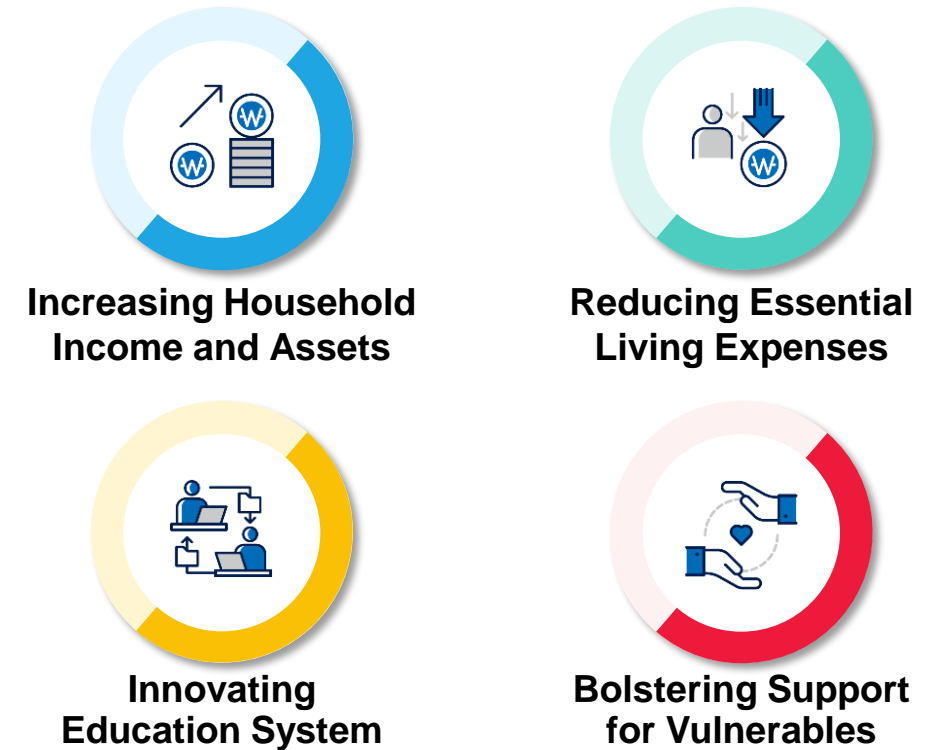 Increasing Household
Income and Assets
Reducing Essential
Living Expenses
Innovating
Education System
Bolstering Support
for Vulnerables